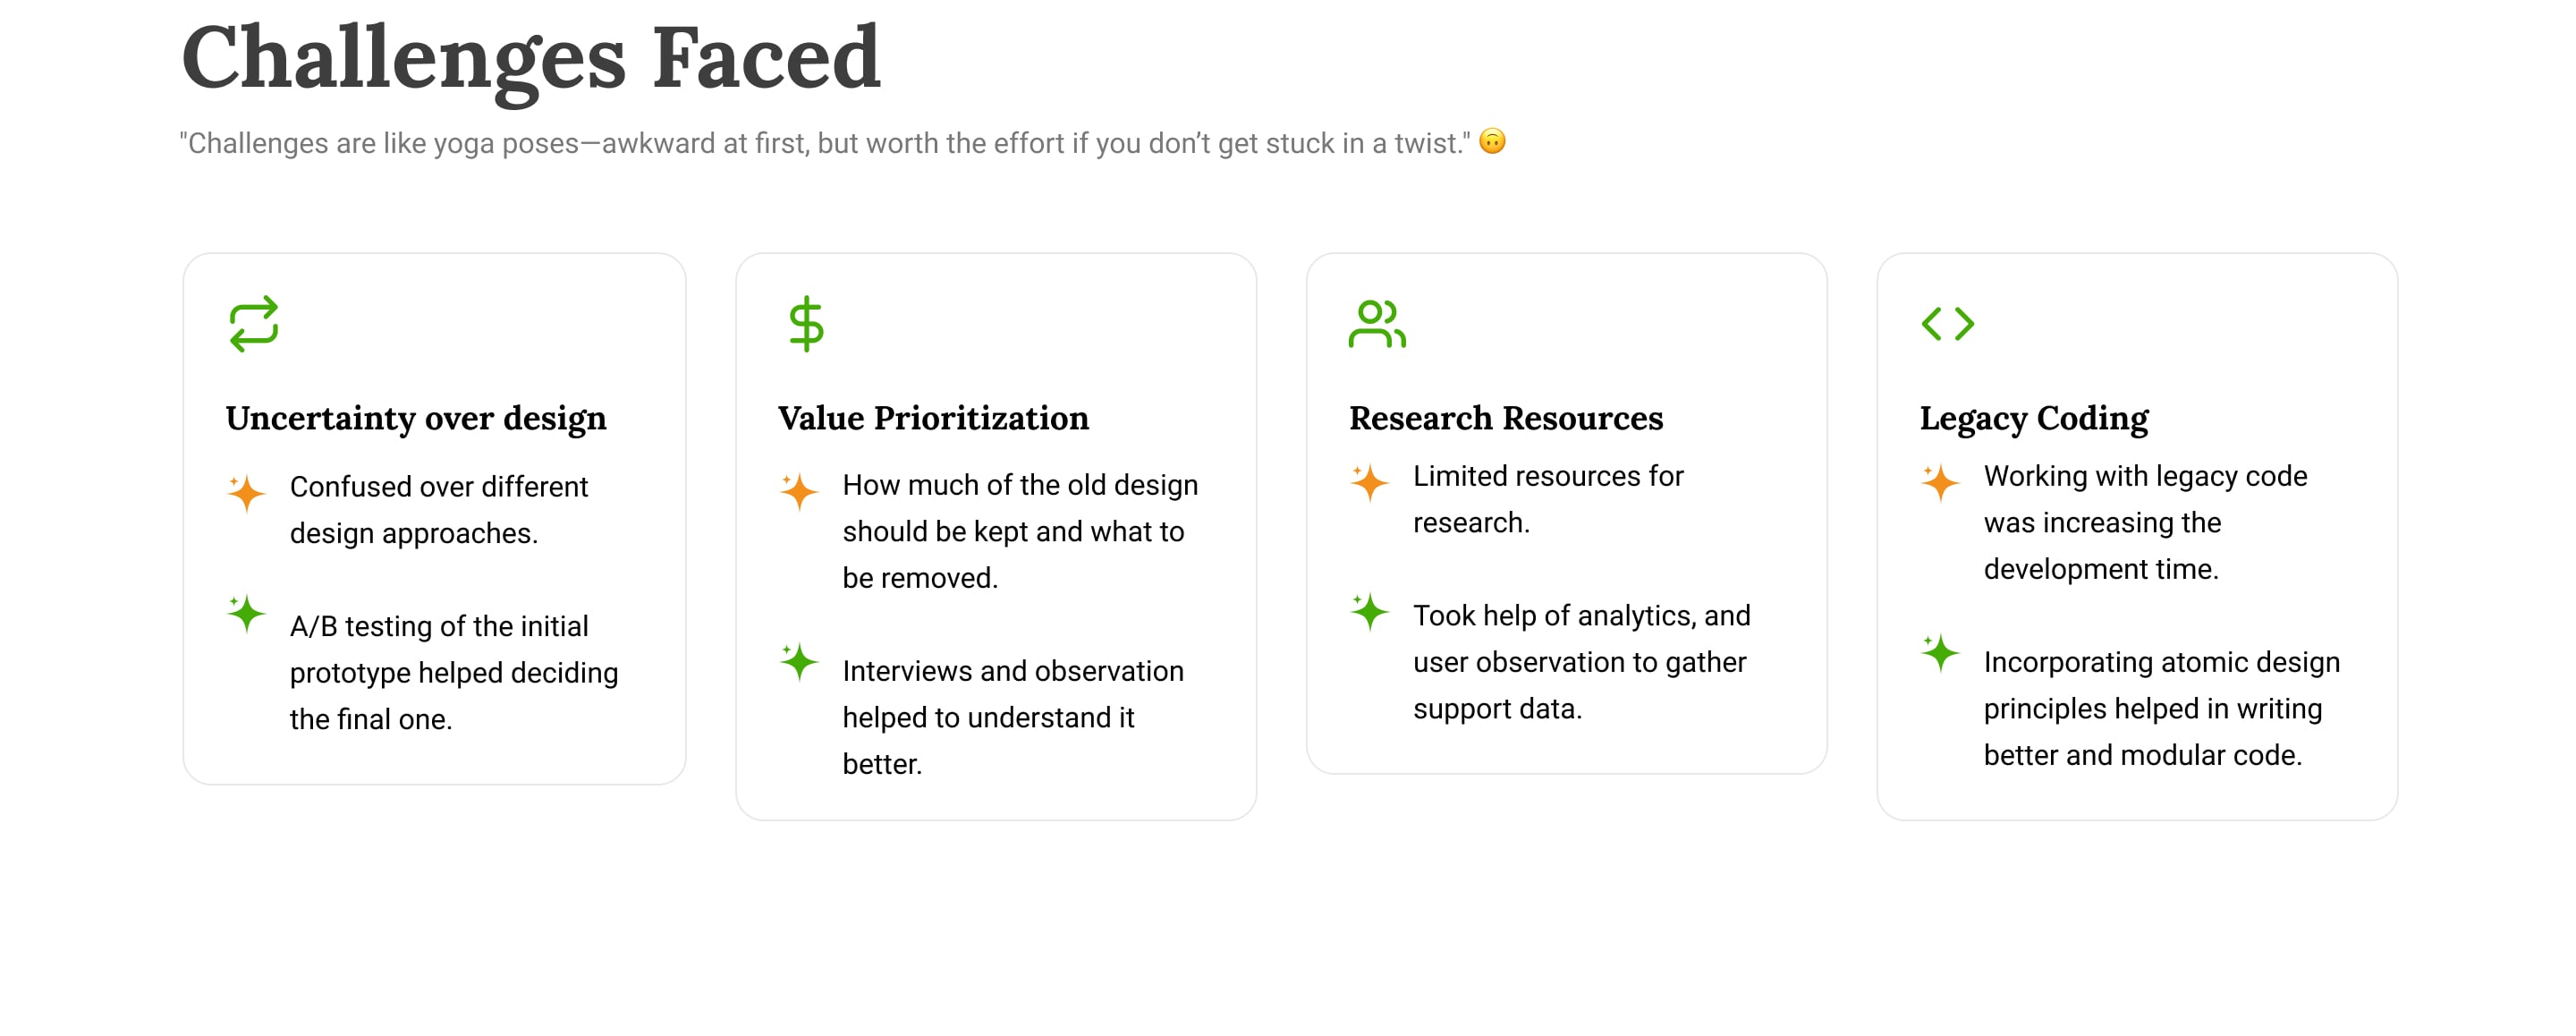 Challenges Faced
"Challenges are like yoga poses—awkward at first, but worth the effort if you don’t get stuck in a twist." 🙃
Uncertainty over design
Confused over different
design approaches.
A/B testing of the initial
prototype helped deciding
the final one.
Value Prioritization
How much of the old design
should be kept and what to
be removed.
Interviews and observation
helped to understand it
better.
Research Resources
Limited resources for
research.
Took help of analytics, and
user observation to gather
support data.
Legacy Coding
Working with legacy code
was increasing the
development time.
Incorporating atomic design
principles helped in writing
better and modular code.